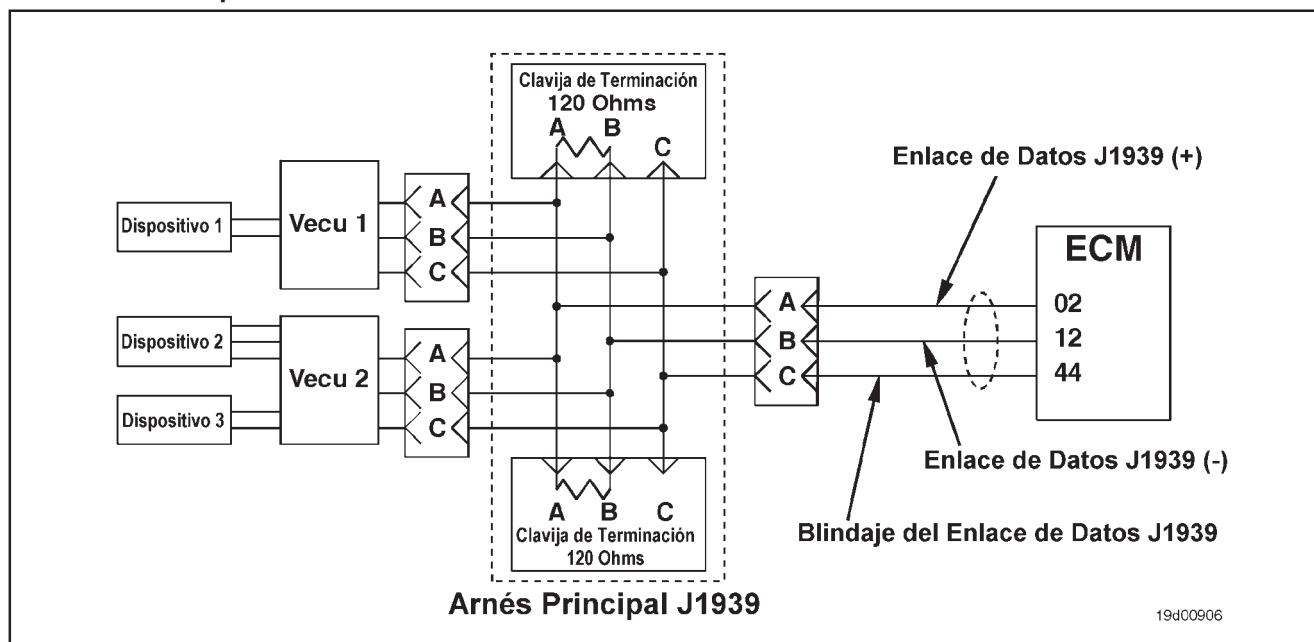 Clavija de Terminación
120 Ohms
A B C
Enlace de Datos J1939 (+)
Dispositivo 1
Vecu 1
A
B
C
ECM
02
12
44
A
B
C
Dispositivo 2
Dispositivo 3
Vecu 2
A
B
C
Enlace de Datos J1939 (-)
Blindaje del Enlace de Datos J1939
A B C
Clavija de Terminación
120 Ohms
Arnés Principal J1939
19d00906